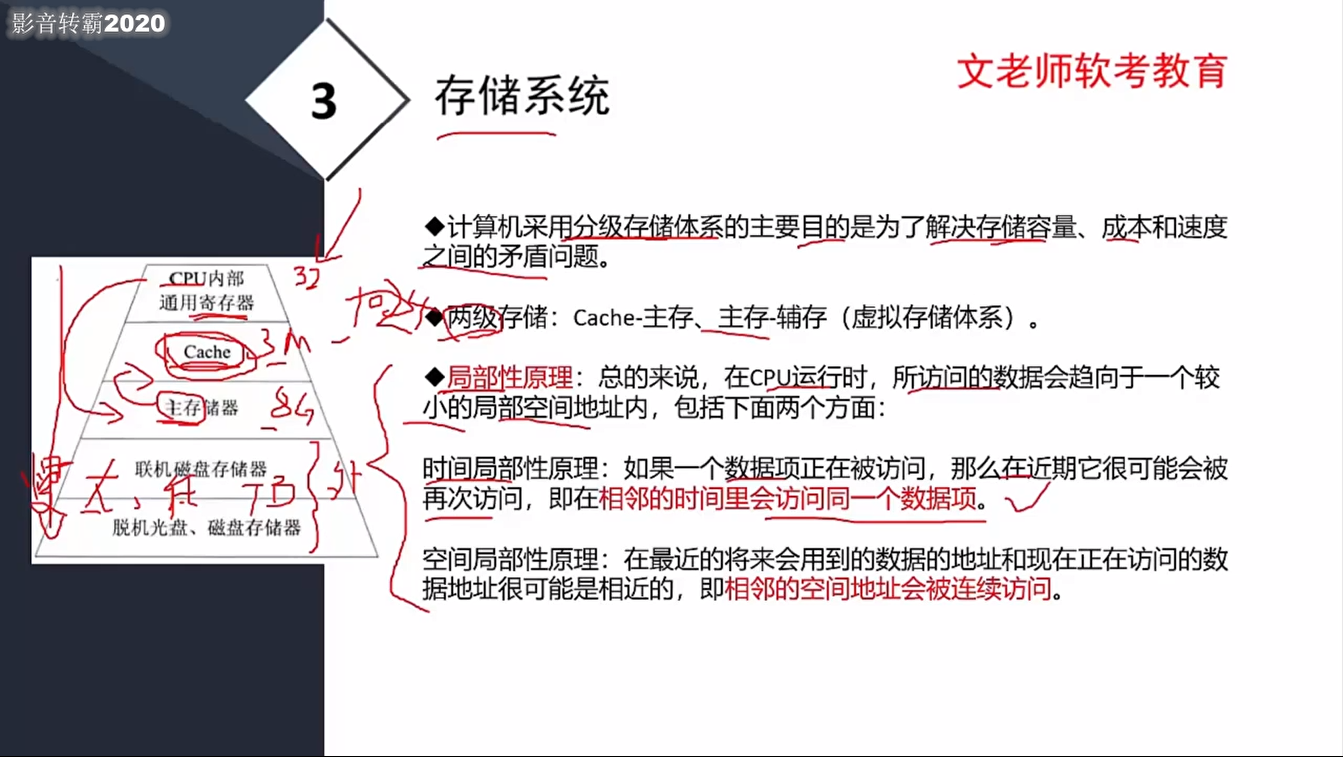 影音转霸2020
3
存储系统
文老师软考教育
◆计算机采用分级存储体系的主要目的是为了解决存储容量、成本和速度
之间的矛盾问题。
◆两级存储：Cache-主存、主存-辅存（虚拟存储体系）。
◆局部性原理：总的来说，在CPU运行时，所访问的数据会趋向于一个较
小的局部空间地址内，包括下面两个方面：
时间局部性原理：如果一个数据项正在被访问，那么在近期它很可能会被
再次访问，即在相邻的时间里会访问同一个数据项。
空间局部性原理：在最近的将来会用到的数据的地址和现在正在访问的数
据地址很可能是相近的，即相邻的空间地址会被连续访问。
CPU内部
通用寄存器
32
Cache
3M
主存储器
8G
联机磁盘存储器
慢 大、低 TB
外
脱机光盘、磁盘存储器